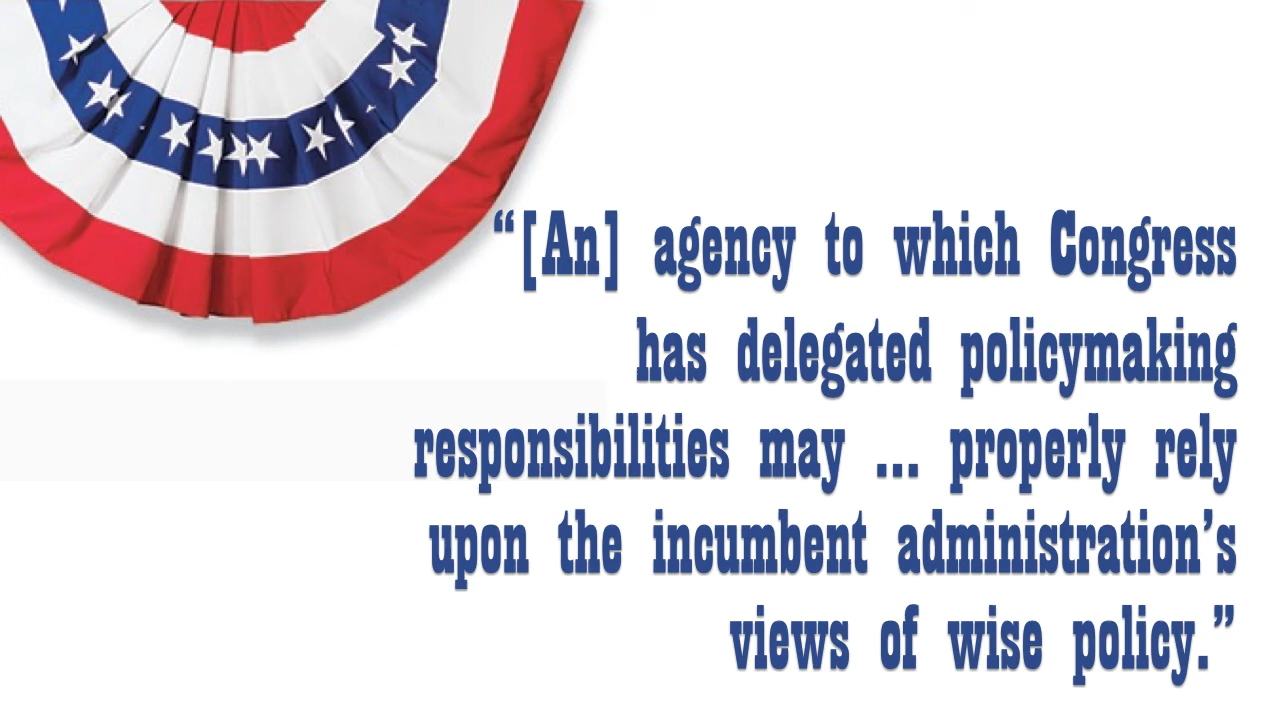 “[An] agency to which Congress
has delegated policymaking
responsibilities may ... properly rely
upon the incumbent administration’s
views of wise policy.”